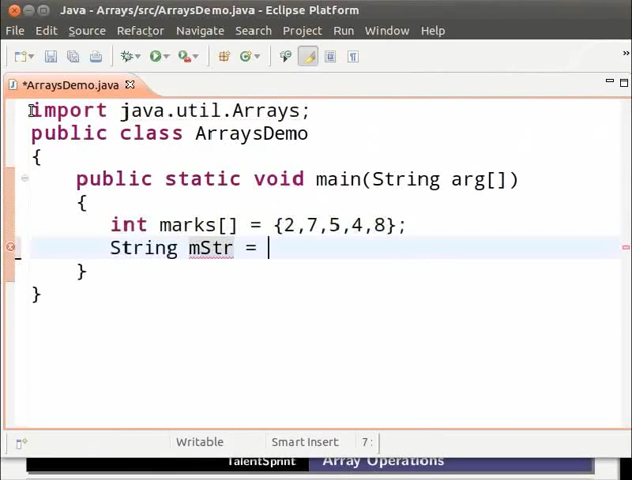 Java - Arrays/src/ArraysDemo.java - Eclipse Platform
File Edit Source Refactor Navigate Search Project Run Window Help
*ArraysDemo.java
import java.util.Arrays;
public class ArraysDemo
{
public static void main(String arg[])
{
int marks[] = {2,7,5,4,8};
String mStr =
}
}
Writable Smart Insert 7 :
TalentSprint Array Operations